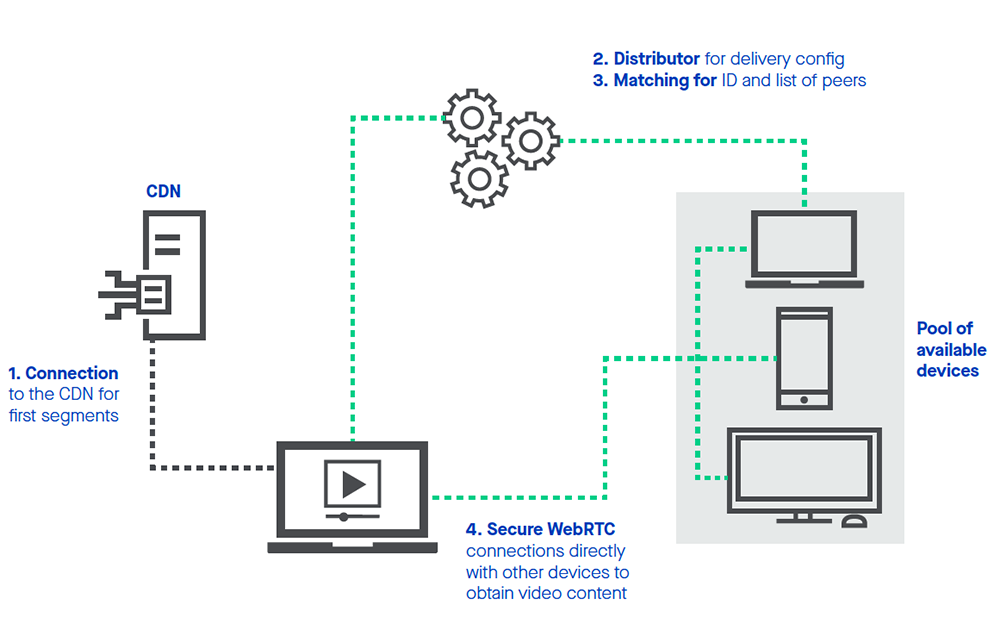 2. Distributor for delivery config
3. Matching for ID and list of peers
CDN
1. Connection
to the CDN for
first segments
Pool of
available
devices
4. Secure WebRTC
connections directly
with other devices to
obtain video content